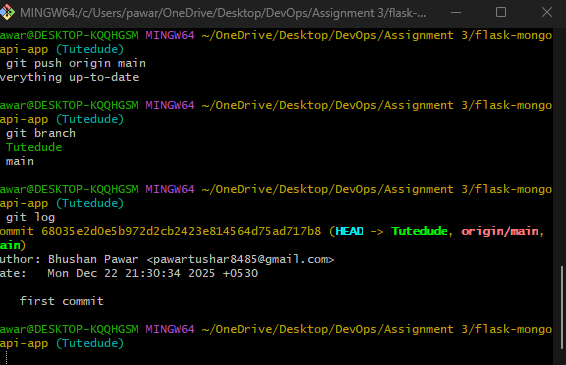 MINGW64:/c/Users/pawar/OneDrive/Desktop/DevOps/Assignment 3/flask-...
awar@DESKTOP-KQQHGSM MINGW64 ~/OneDrive/Desktop/DevOps/Assignment 3/flask-mongo
api-app (Tutedude)
git push origin main
verything up-to-date
awar@DESKTOP-KQQHGSM MINGW64 ~/OneDrive/Desktop/DevOps/Assignment 3/flask-mongo
api-app (Tutedude)
git branch
Tutedude
main
awar@DESKTOP-KQQHGSM MINGW64 ~/OneDrive/Desktop/DevOps/Assignment 3/flask-mongo
api-app (Tutedude)
git log
ommit 68035e2d0e5b972d2cb2423e814564d75ad717b8 (HEAD -> Tutedude, origin/main,
ain)
uthor: Bhushan Pawar <pawartushar8485@gmail.com>
ate:   Mon Dec 22 21:30:34 2025 +0530
first commit
awar@DESKTOP-KQQHGSM MINGW64 ~/OneDrive/Desktop/DevOps/Assignment 3/flask-mongo
api-app (Tutedude)